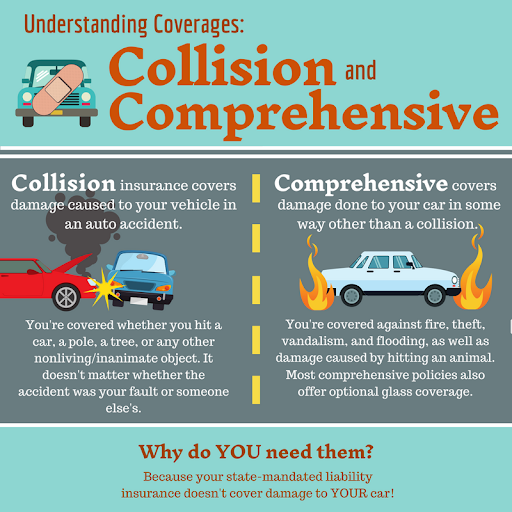 Understanding Coverages:
Collision and
Comprehensive
Collision insurance covers
damage caused to your vehicle in
an auto accident.
You're covered whether you hit a
car, a pole, a tree, or any other
nonliving/inanimate object. It
doesn't matter whether the
accident was your fault or someone
else's.
Comprehensive covers
damage done to your car in some
way other than a collision.
You're covered against fire, theft,
vandalism, and flooding, as well as
damage caused by hitting an animal.
Most comprehensive policies also
offer optional glass coverage.
Why do YOU need them?
Because your state-mandated liability
insurance doesn't cover damage to YOUR car!